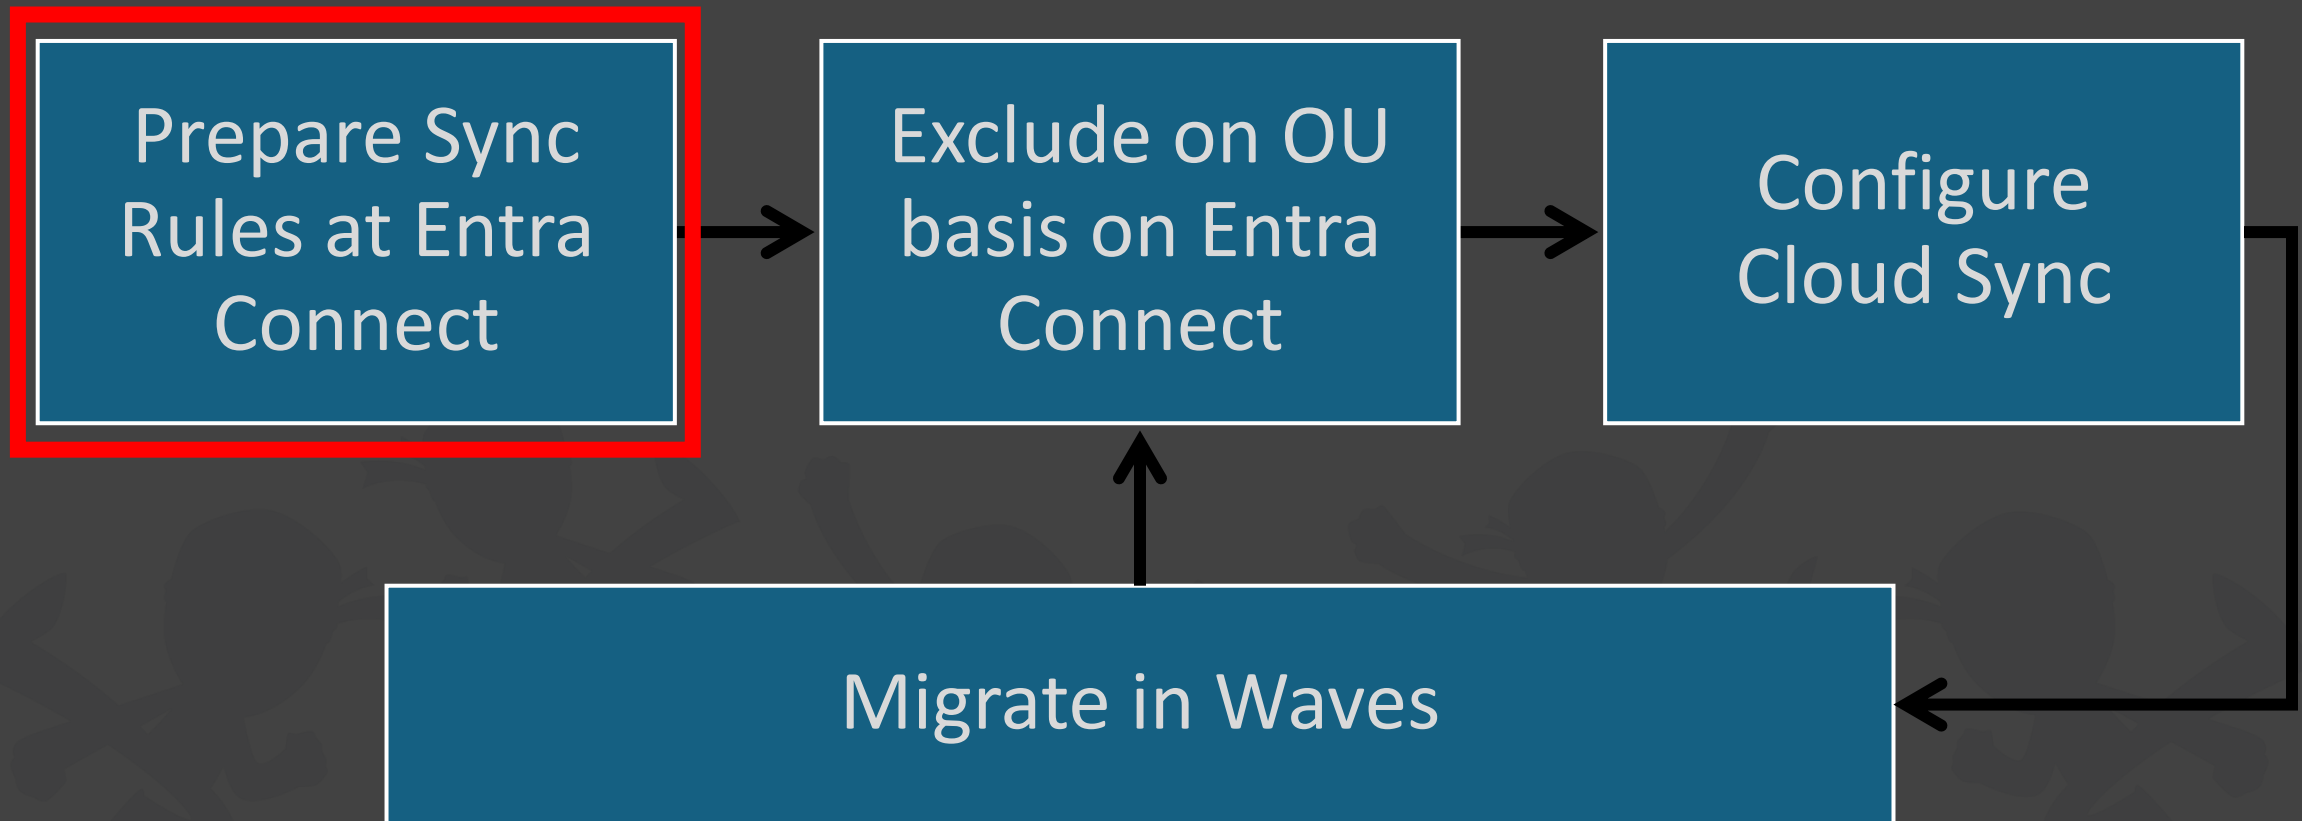 Prepare Sync
Rules at Entra
Connect
Exclude on OU
basis on Entra
Connect
Configure
Cloud Sync
Migrate in Waves